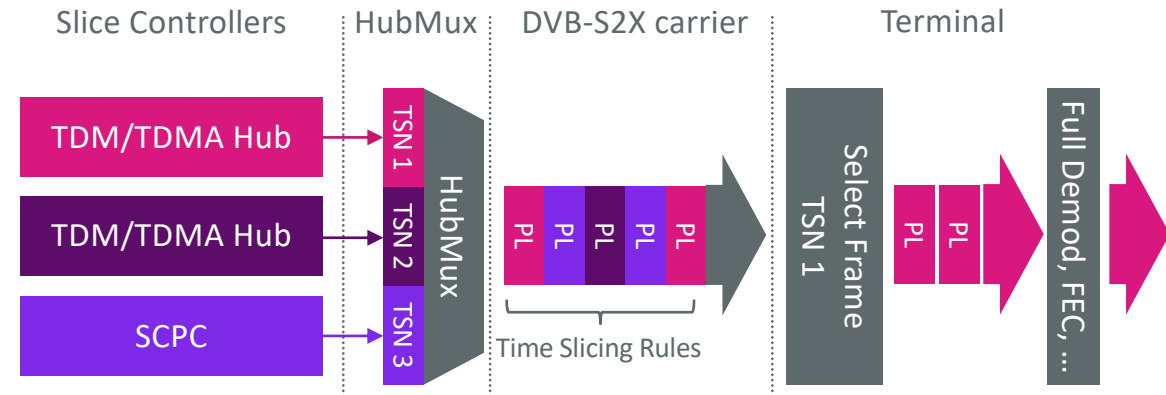 Slice Controllers
HubMux
DVB-S2X carrier
Terminal
TDM/TDMA Hub
TDM/TDMA Hub
SCPC
TSN 1
TSN 2
TSN 3
HubMux
PL
PL
PL
PL
PL
Time Slicing Rules
Select Frame
TSN 1
PL
PL
Full Demod, FEC, ...